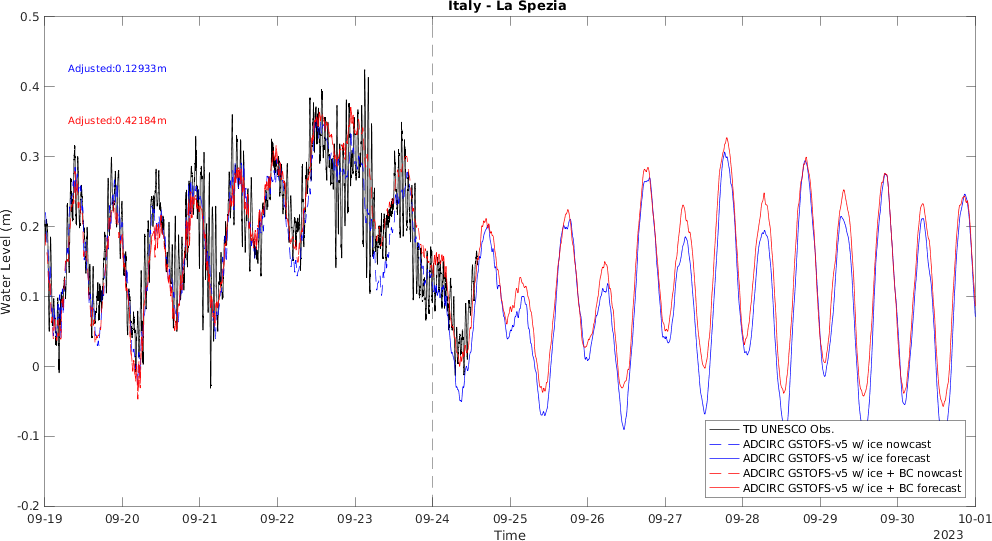 Italy - La Spezia
0.5
0.4
0.3
0.2
0.1
0
-0.1
-0.2
Water Level (m)
Adjusted:0.12933m
Adjusted:0.42184m
TD UNESCO Obs.
ADCIRC GSTOFS-v5 w/ ice nowcast
ADCIRC GSTOFS-v5 w/ ice forecast
ADCIRC GSTOFS-v5 w/ ice + BC nowcast
ADCIRC GSTOFS-v5 w/ ice + BC forecast
09-19 09-20 09-21 09-22 09-23 09-24 09-25 09-26 09-27 09-28 09-29 09-30 10-01
Time
2023